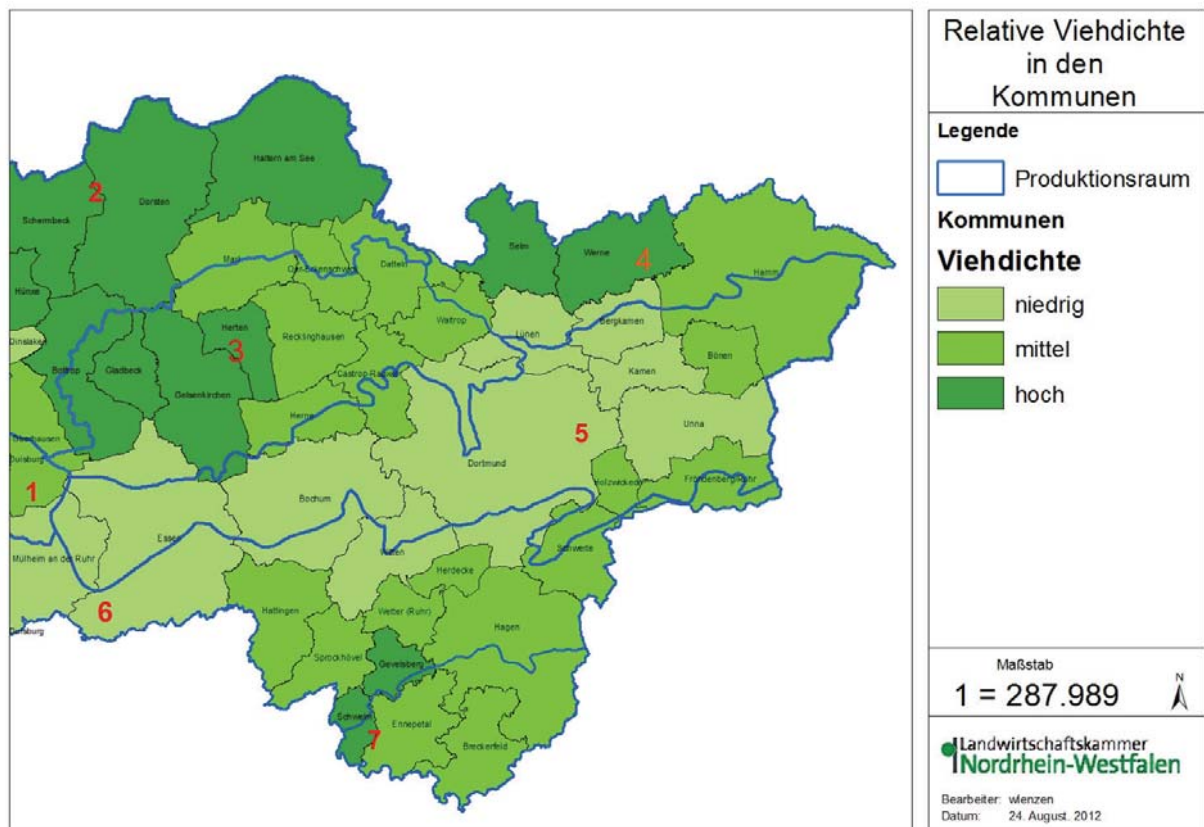 Haltern am See
2
Dorsten
Schermbeck
Selm
Werne
4
Marl
Oer-Erkenschwick
Datteln
Hamm
Hünxe
Waltrop
Lünen
Bergkamen
Dinslaken
Herten
3
Recklinghausen
Bönen
Bottrop
Gladbeck
Castrop-Rauxel
Kamen
Gelsenkirchen
Herne
Unna
Oberhausen
5
Duisburg
Dortmund
1
Holzwickede
Fröndenberg/Ruhr
Bochum
Essen
Witten
Schwerte
Mülheim an der Ruhr
Herdecke
6
Hattingen
Wetter (Ruhr)
Hagen
Duisburg
Sprockhövel
Gevelsberg
Schwelm
7
Ennepetal
Breckerfeld
Relative Viehdichte
in den
Kommunen
Legende
Produktionsraum
Kommunen
Viehdichte
niedrig
mittel
hoch
Maßstab
1 = 287.989
N
Landwirtschaftskammer
Nordrhein-Westfalen
Bearbeiter: wlenzen
Datum: 24. August. 2012